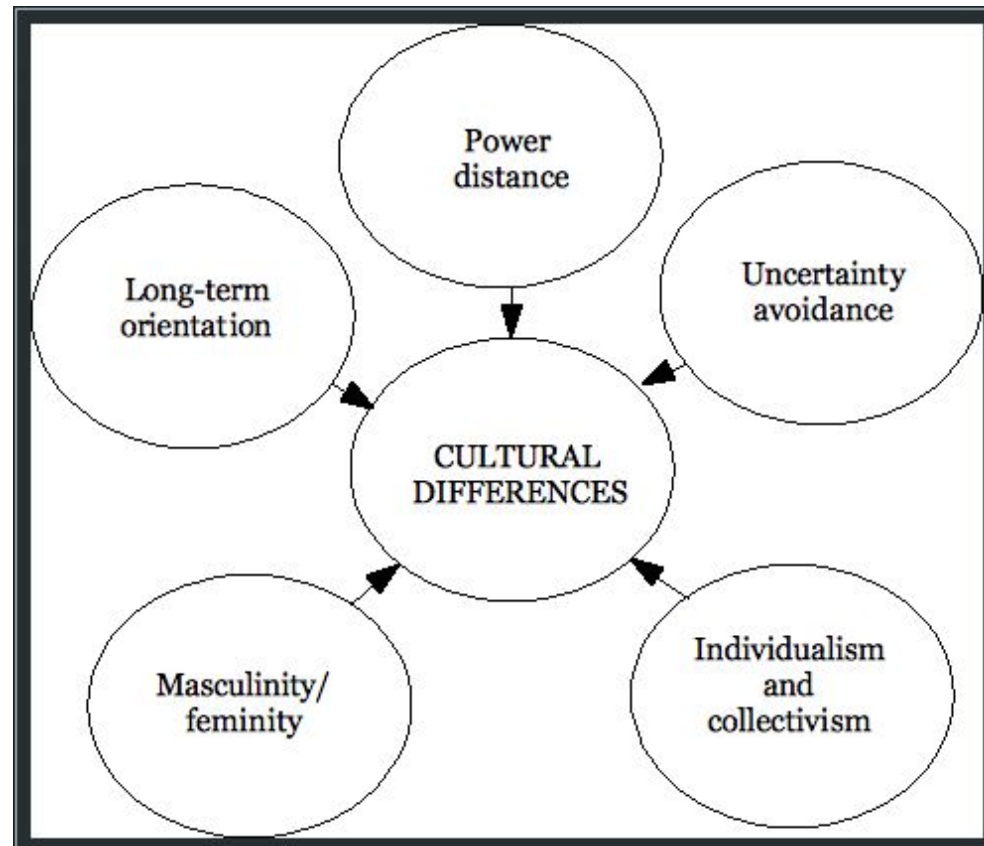 Power
distance
Long-term
orientation
Uncertainty
avoidance
CULTURAL
DIFFERENCES
Masculinity/
feminity
Individualism
and
collectivism